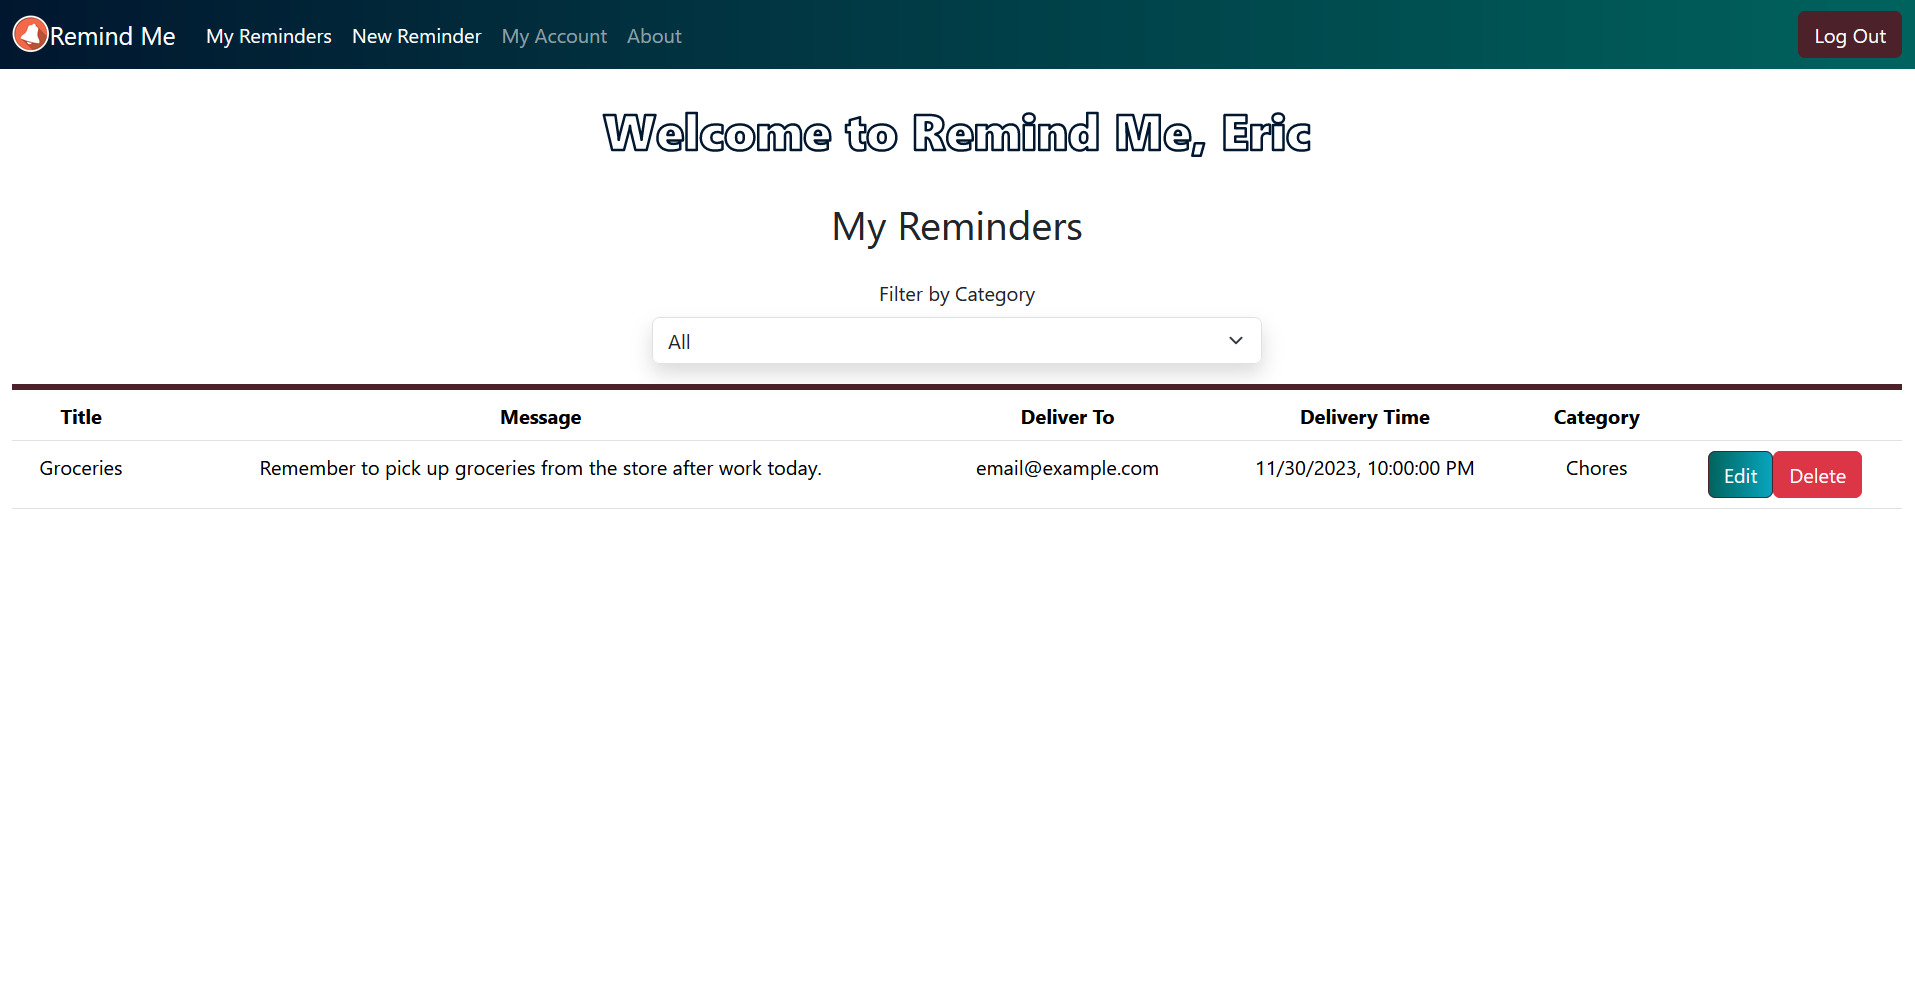 Remind Me My Reminders New Reminder My Account About Log Out
Welcome to Remind Me, Eric
My Reminders
Filter by Category
All
Title Message Deliver To Delivery Time Category
Groceries Remember to pick up groceries from the store after work today. email@example.com 11/30/2023, 10:00:00 PM Chores Edit Delete